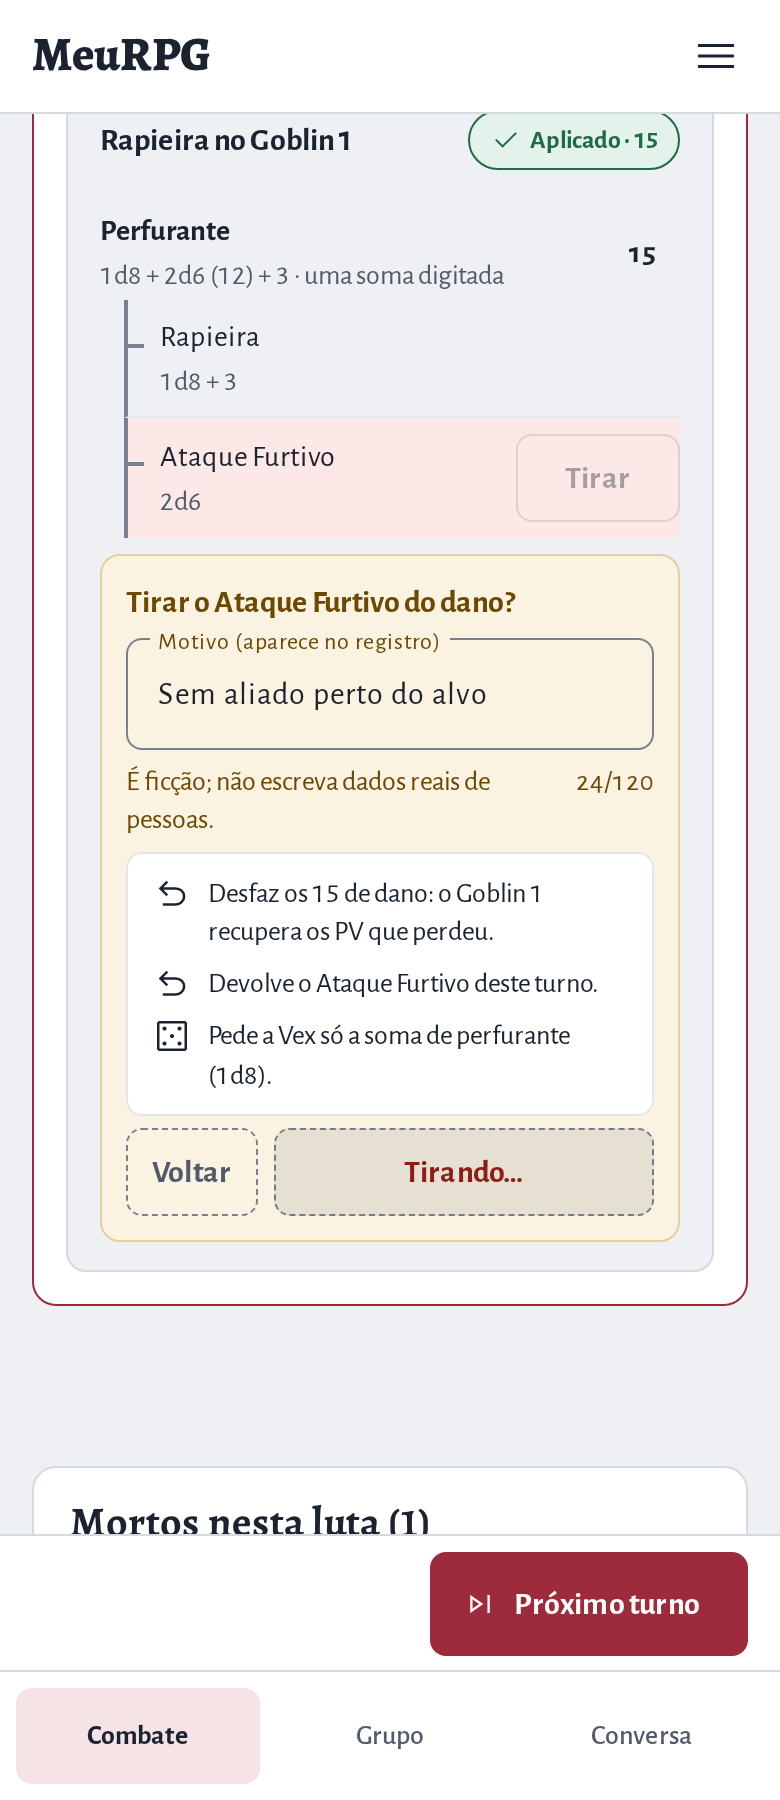 MeuRPG
Rapieira no Goblin 1
Aplicado · 15
Perfurante
1d8 + 2d6 (12) + 3 · uma soma digitada
15
Rapieira
1d8 + 3
Ataque Furtivo
2d6
Tirar
Tirar o Ataque Furtivo do dano?
Motivo (aparece no registro)
Sem aliado perto do alvo
É ficção; não escreva dados reais de
pessoas.
24/120
Desfaz os 15 de dano: o Goblin 1
recupera os PV que perdeu.
Devolve o Ataque Furtivo deste turno.
Pede a Vex só a soma de perfurante
(1d8).
Voltar
Tirando…
Mortos nesta luta (1)
Próximo turno
Combate
Grupo
Conversa